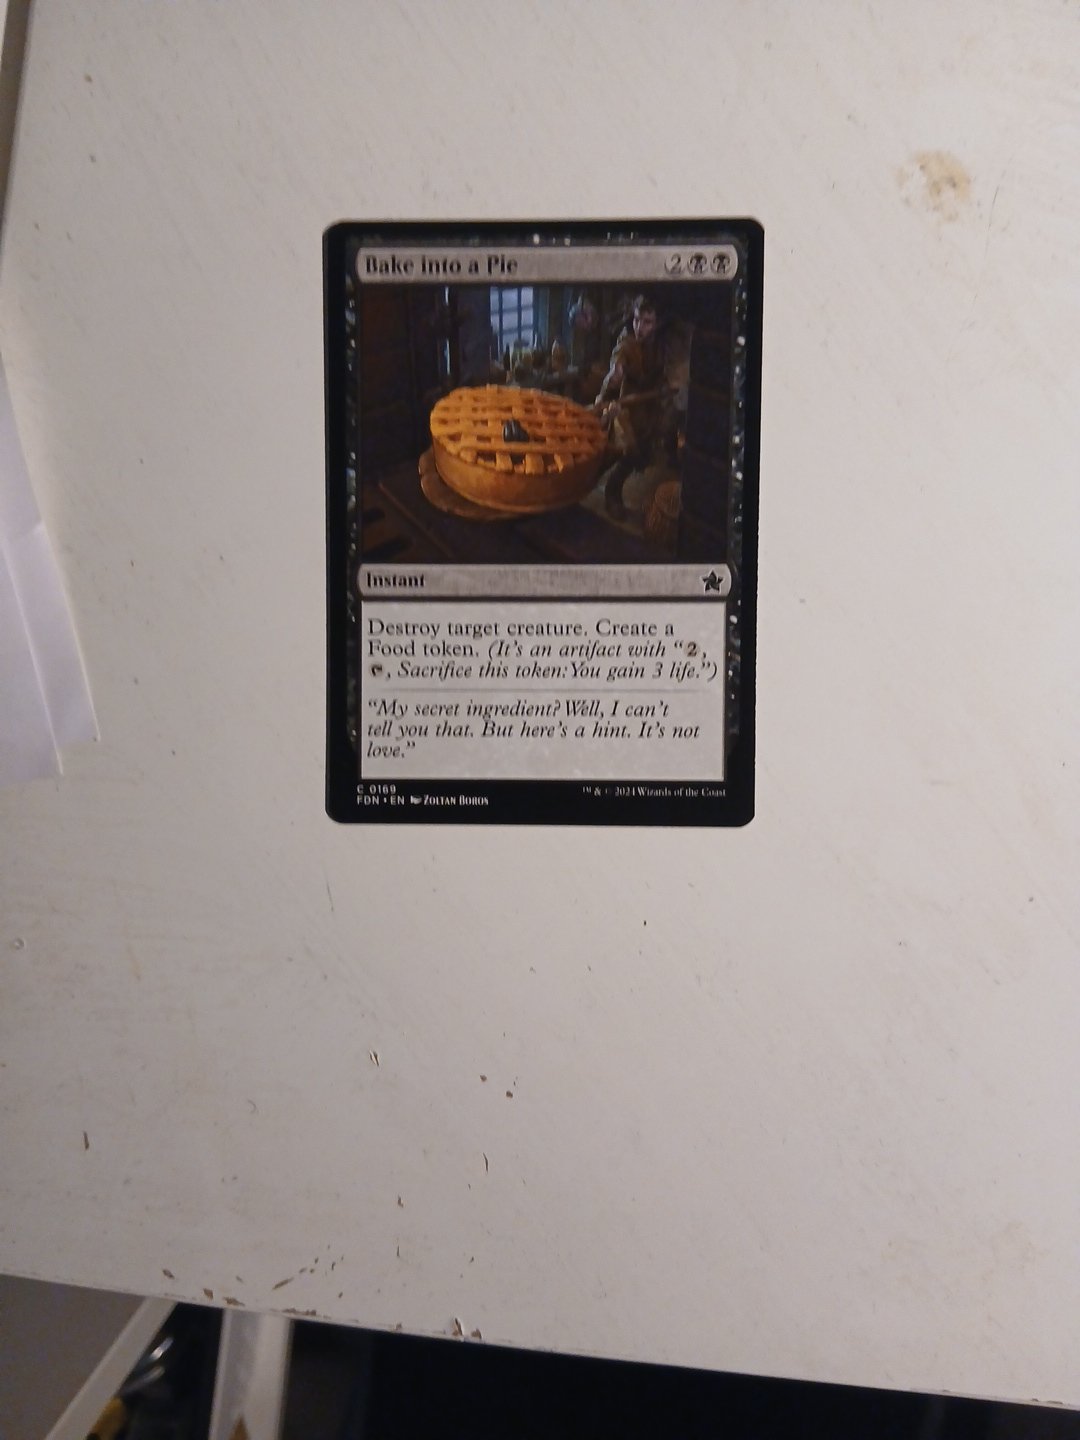 Bake into a Pie 2
Instant
Destroy target creature. Create a
Food token. (It's an artifact with “2,
, Sacrifice this token: You gain 3 life.”)
“My secret ingredient? Well, I can't
tell you that. But here's a hint. It's not
love.”
C 0169
FDN • EN Zoltan Boros
™ & © 2024 Wizards of the Coast